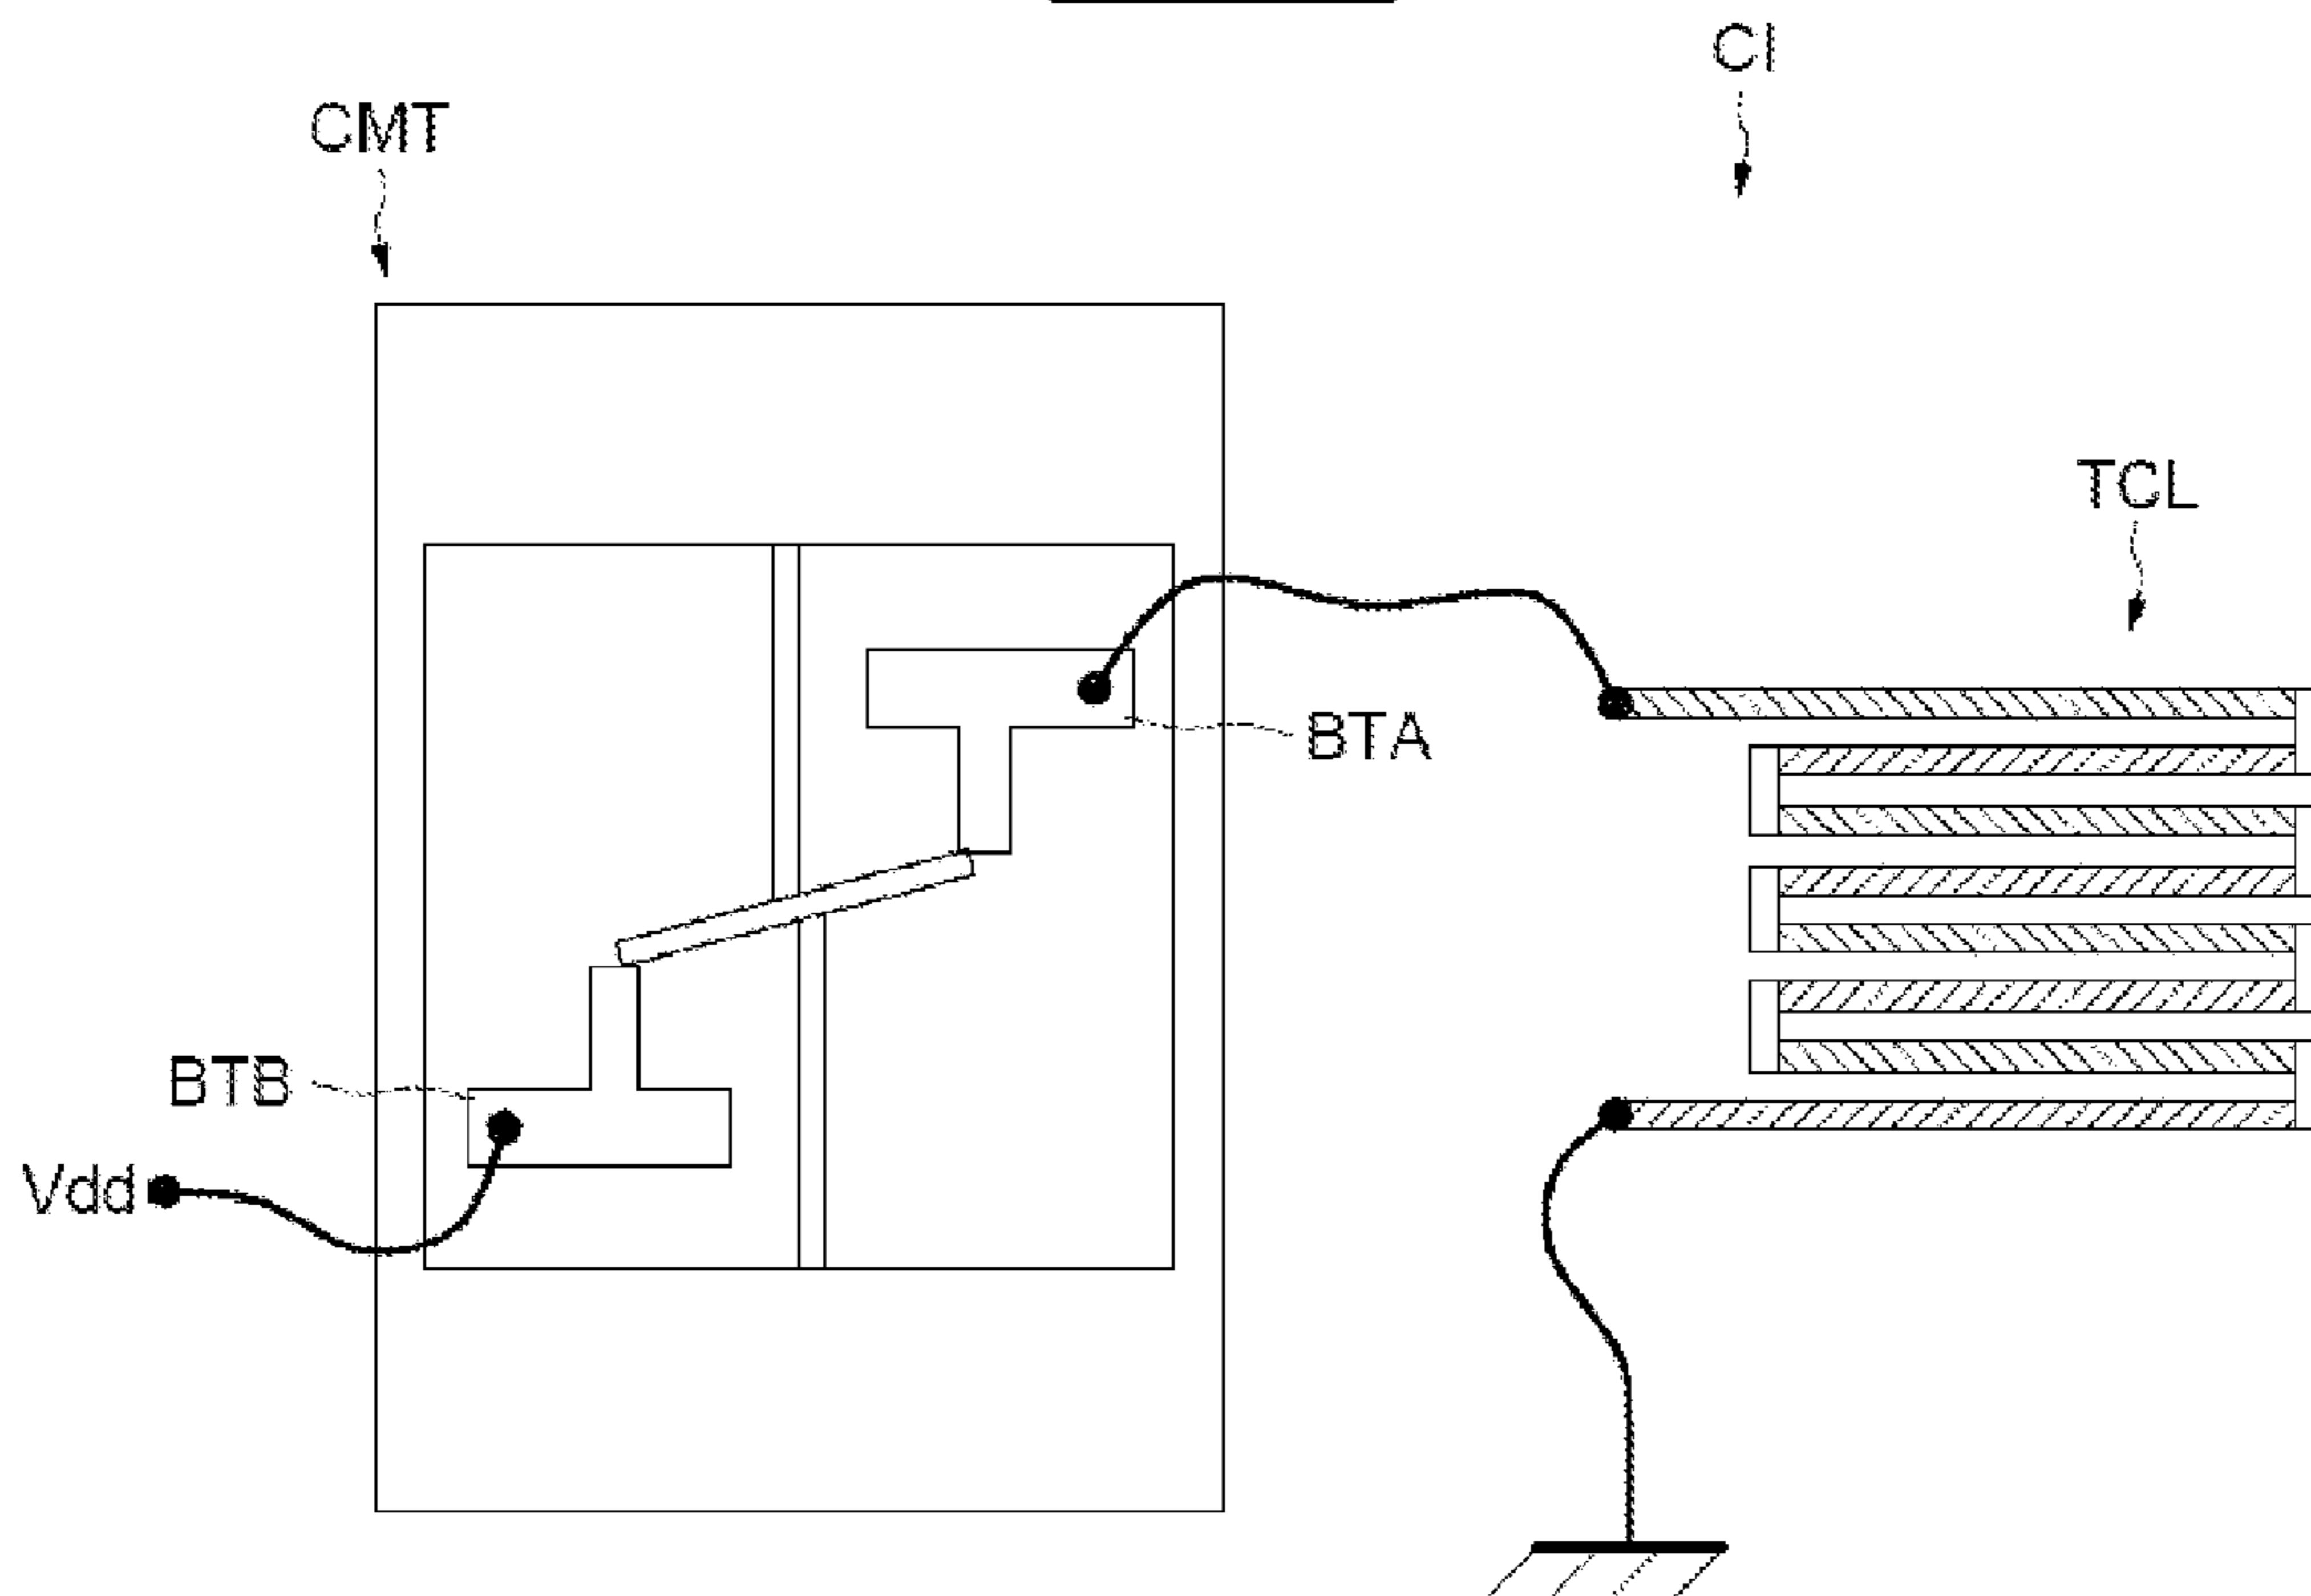 CI
CMT
TCL
BTA
BTB
Vdd